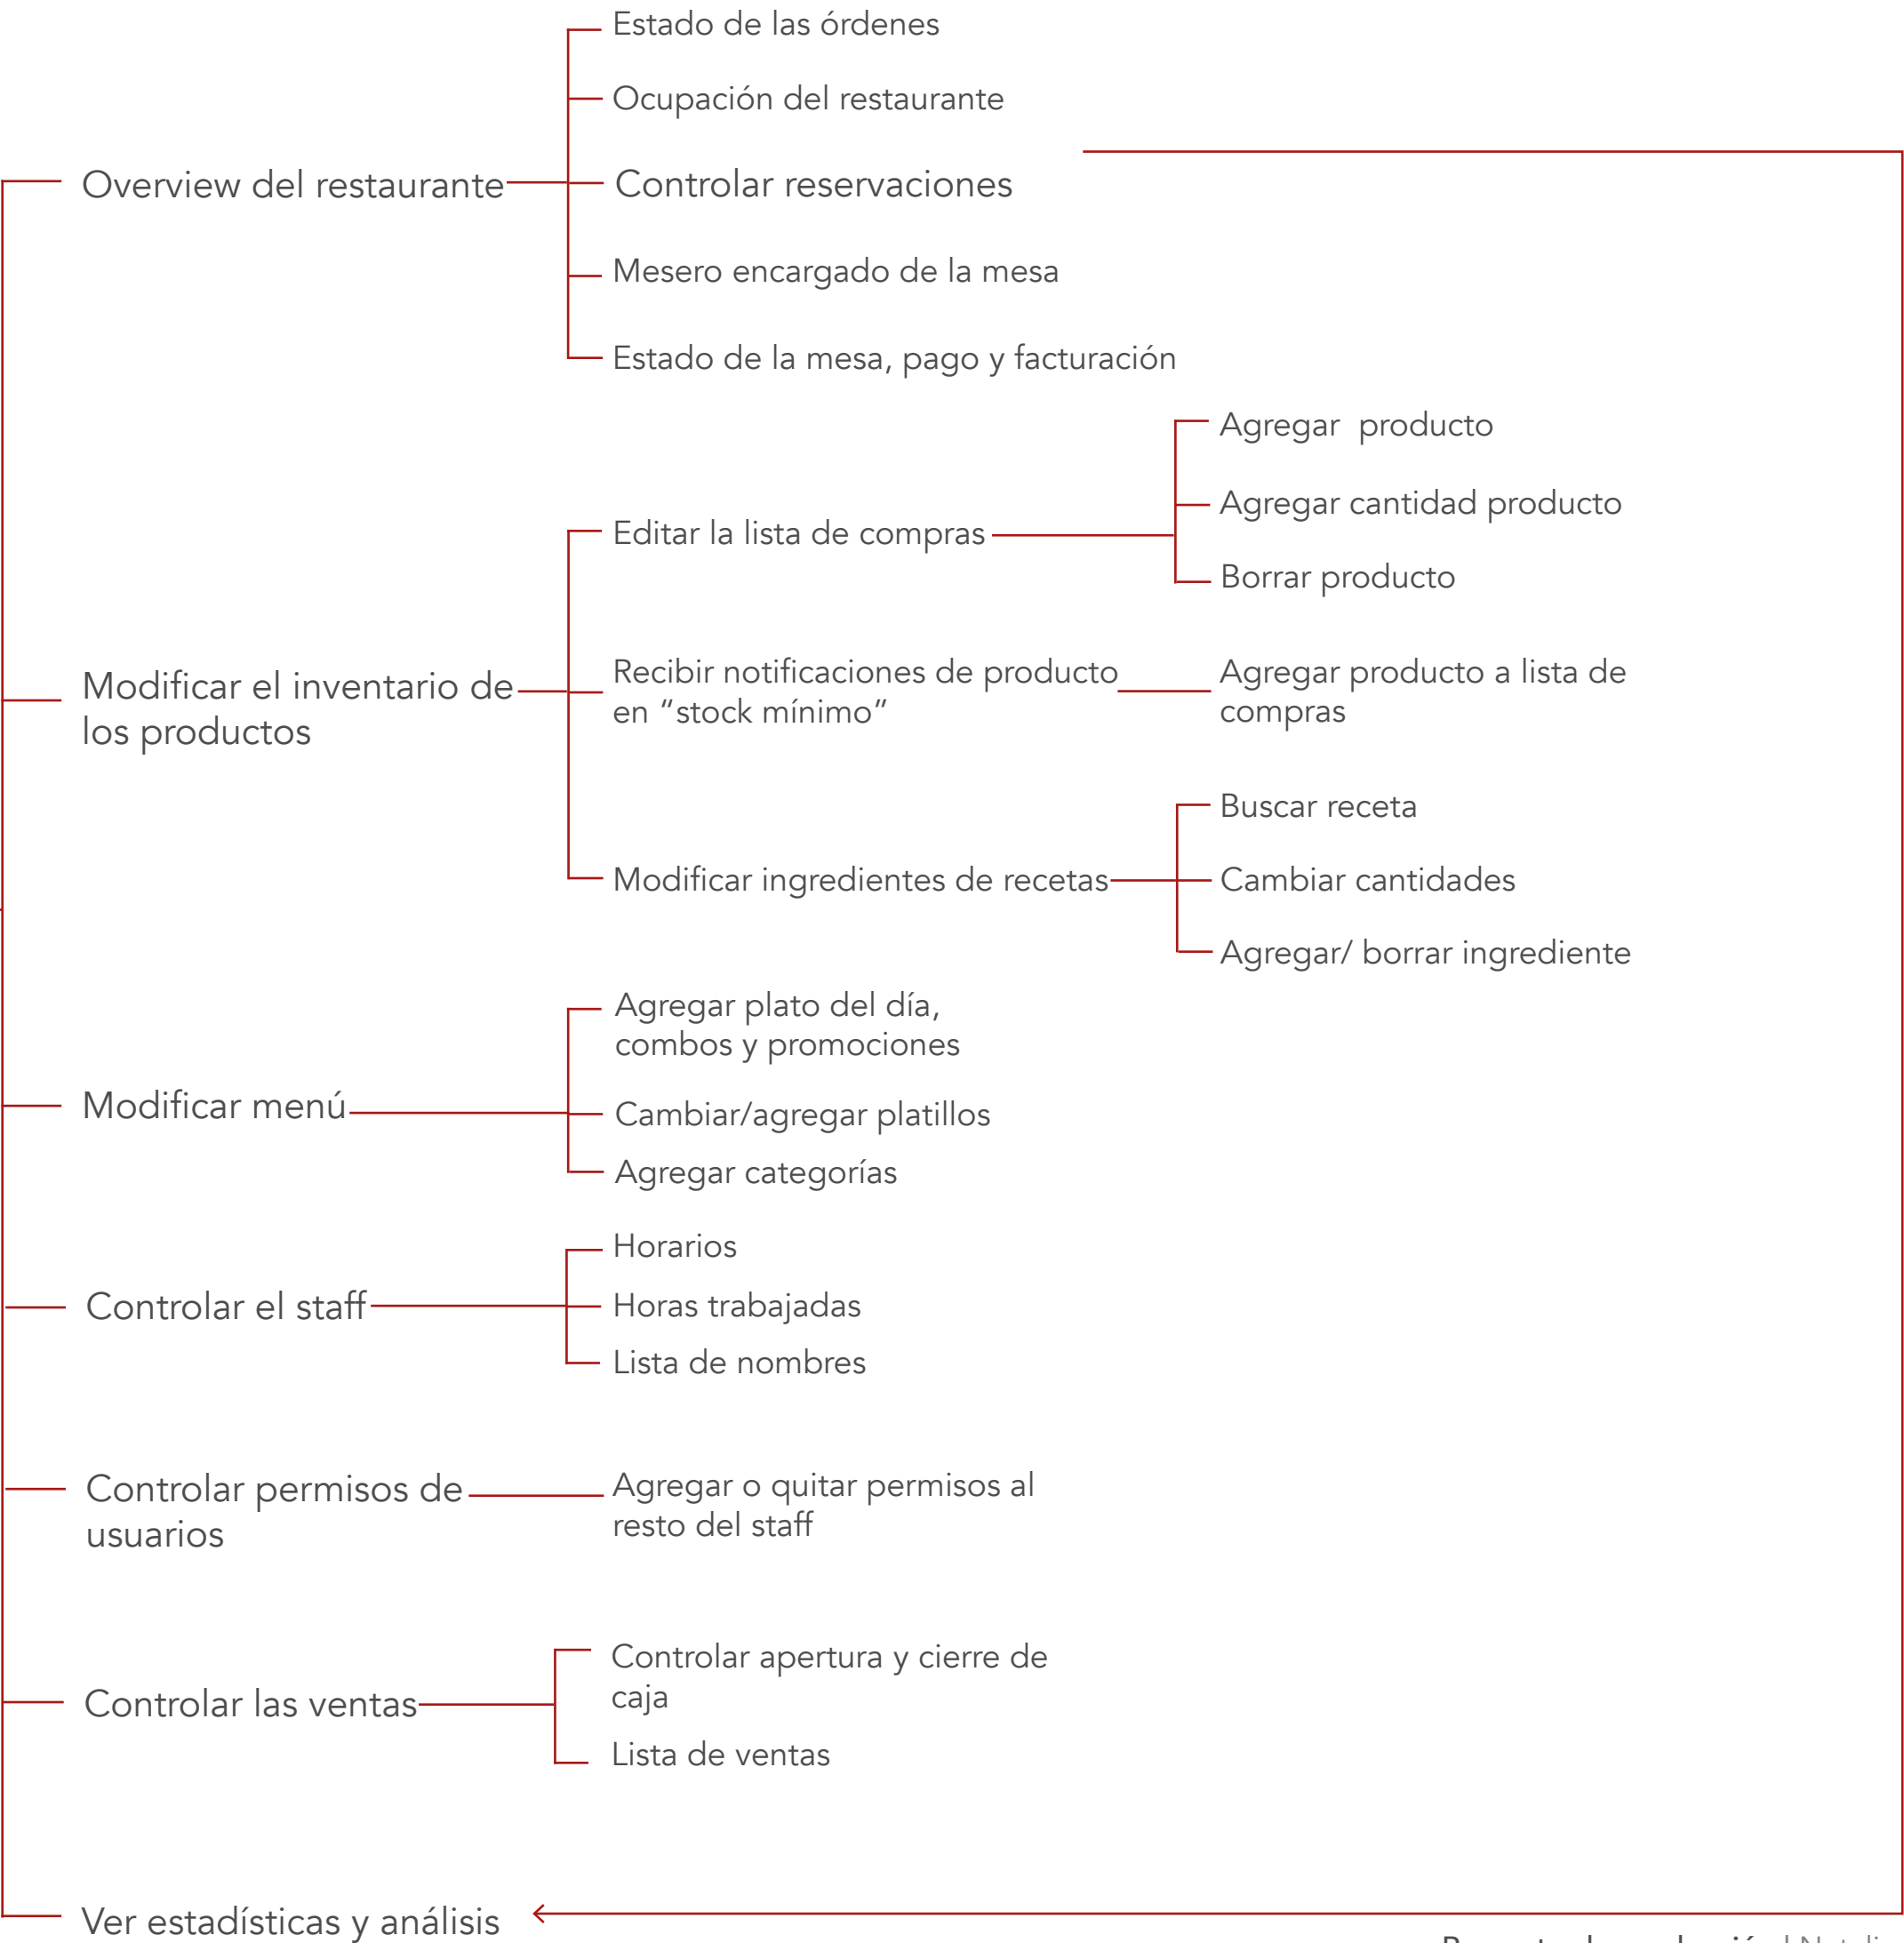 Estado de las órdenes
Ocupación del restaurante
Overview del restaurante
Controlar reservaciones
Mesero encargado de la mesa
Estado de la mesa, pago y facturación
Agregar producto
Agregar cantidad producto
Editar la lista de compras
Borrar producto
Modificar el inventario de
los productos
Recibir notificaciones de producto
en “stock mínimo”
Agregar producto a lista de
compras
Buscar receta
Modificar ingredientes de recetas
Cambiar cantidades
Agregar/ borrar ingrediente
Agregar plato del día,
combos y promociones
Modificar menú
Cambiar/agregar platillos
Agregar categorías
Horarios
Controlar el staff
Horas trabajadas
Lista de nombres
Controlar permisos de
usuarios
Agregar o quitar permisos al
resto del staff
Controlar apertura y cierre de
caja
Controlar las ventas
Lista de ventas
Ver estadísticas y análisis